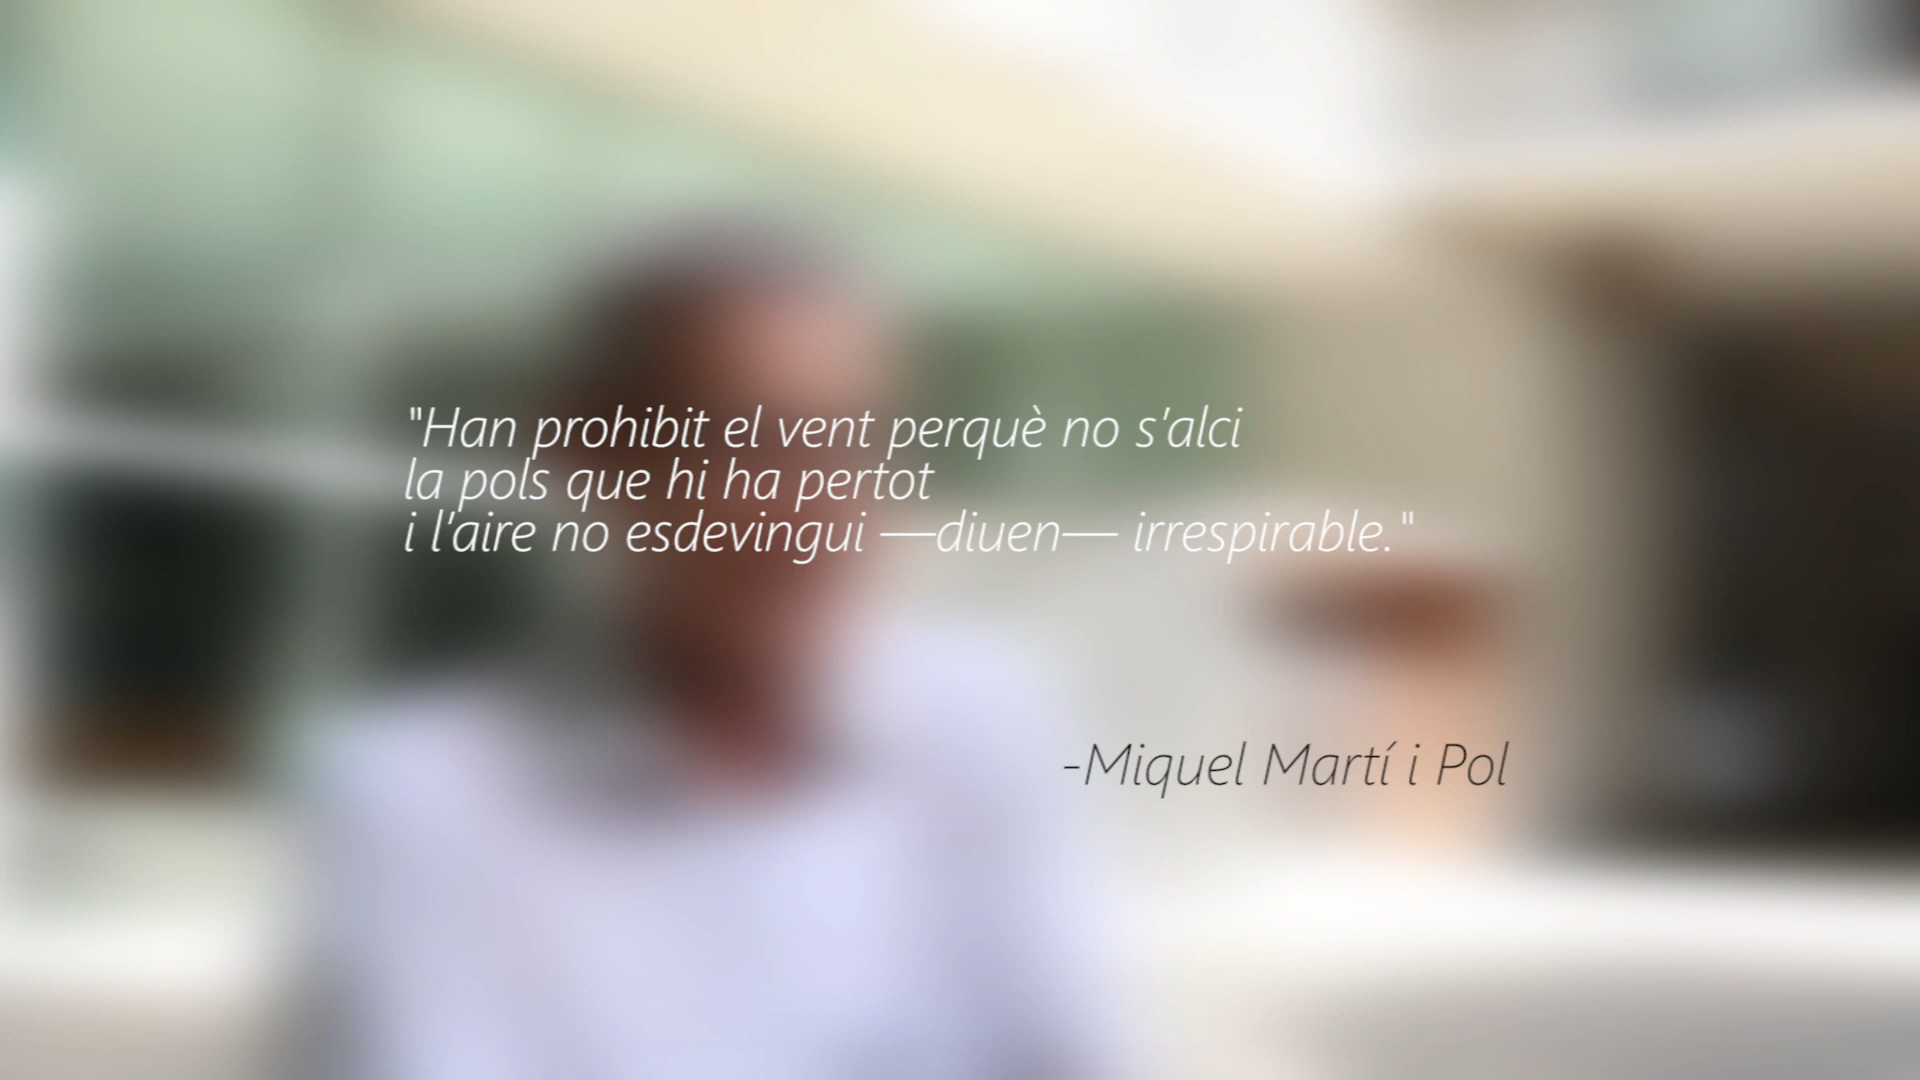 "Han prohibit el vent perquè no s'alci
la pols que hi ha pertot
i l'aire no esdevingui —diuen— irrespirable."
-Miquel Martí i Pol